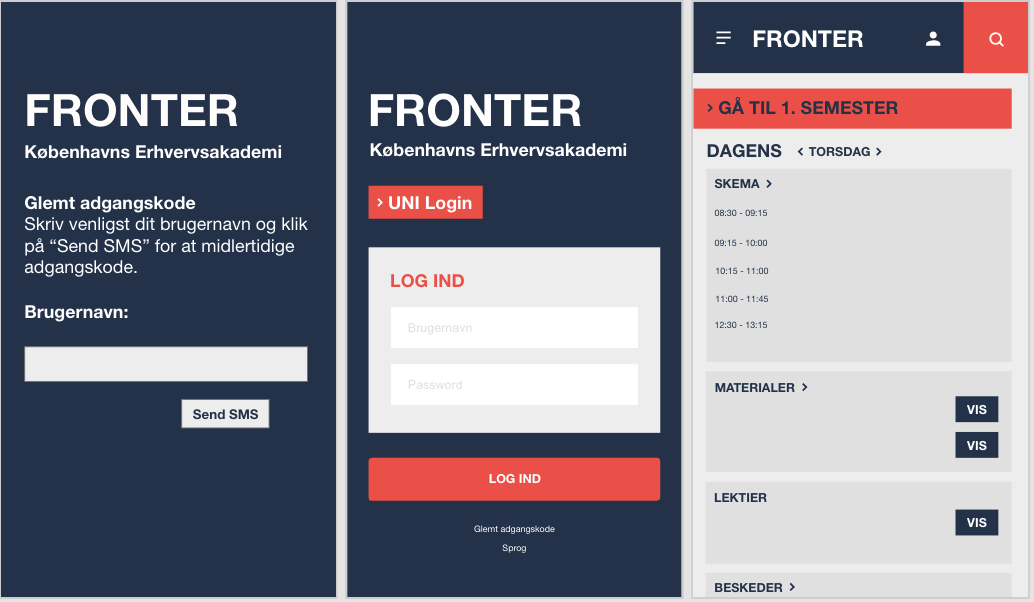 FRONTER
Københavns Erhvervsakademi
Glemt adgangskode
Skriv venligst dit brugernavn og klik
på “Send SMS” for at midlertidige
adgangskode.
Brugernavn:
Send SMS
FRONTER
Københavns Erhvervsakademi
› UNI Login
LOG IND
Brugernavn
Password
LOG IND
Glemt adgangskode
Sprog
FRONTER
› GÅ TIL 1. SEMESTER
DAGENS ‹ TORSDAG ›
SKEMA ›
08:30 - 09:15
09:15 - 10:00
10:15 - 11:00
11:00 - 11:45
12:30 - 13:15
MATERIALER ›
VIS
VIS
LEKTIER
VIS
BESKEDER ›